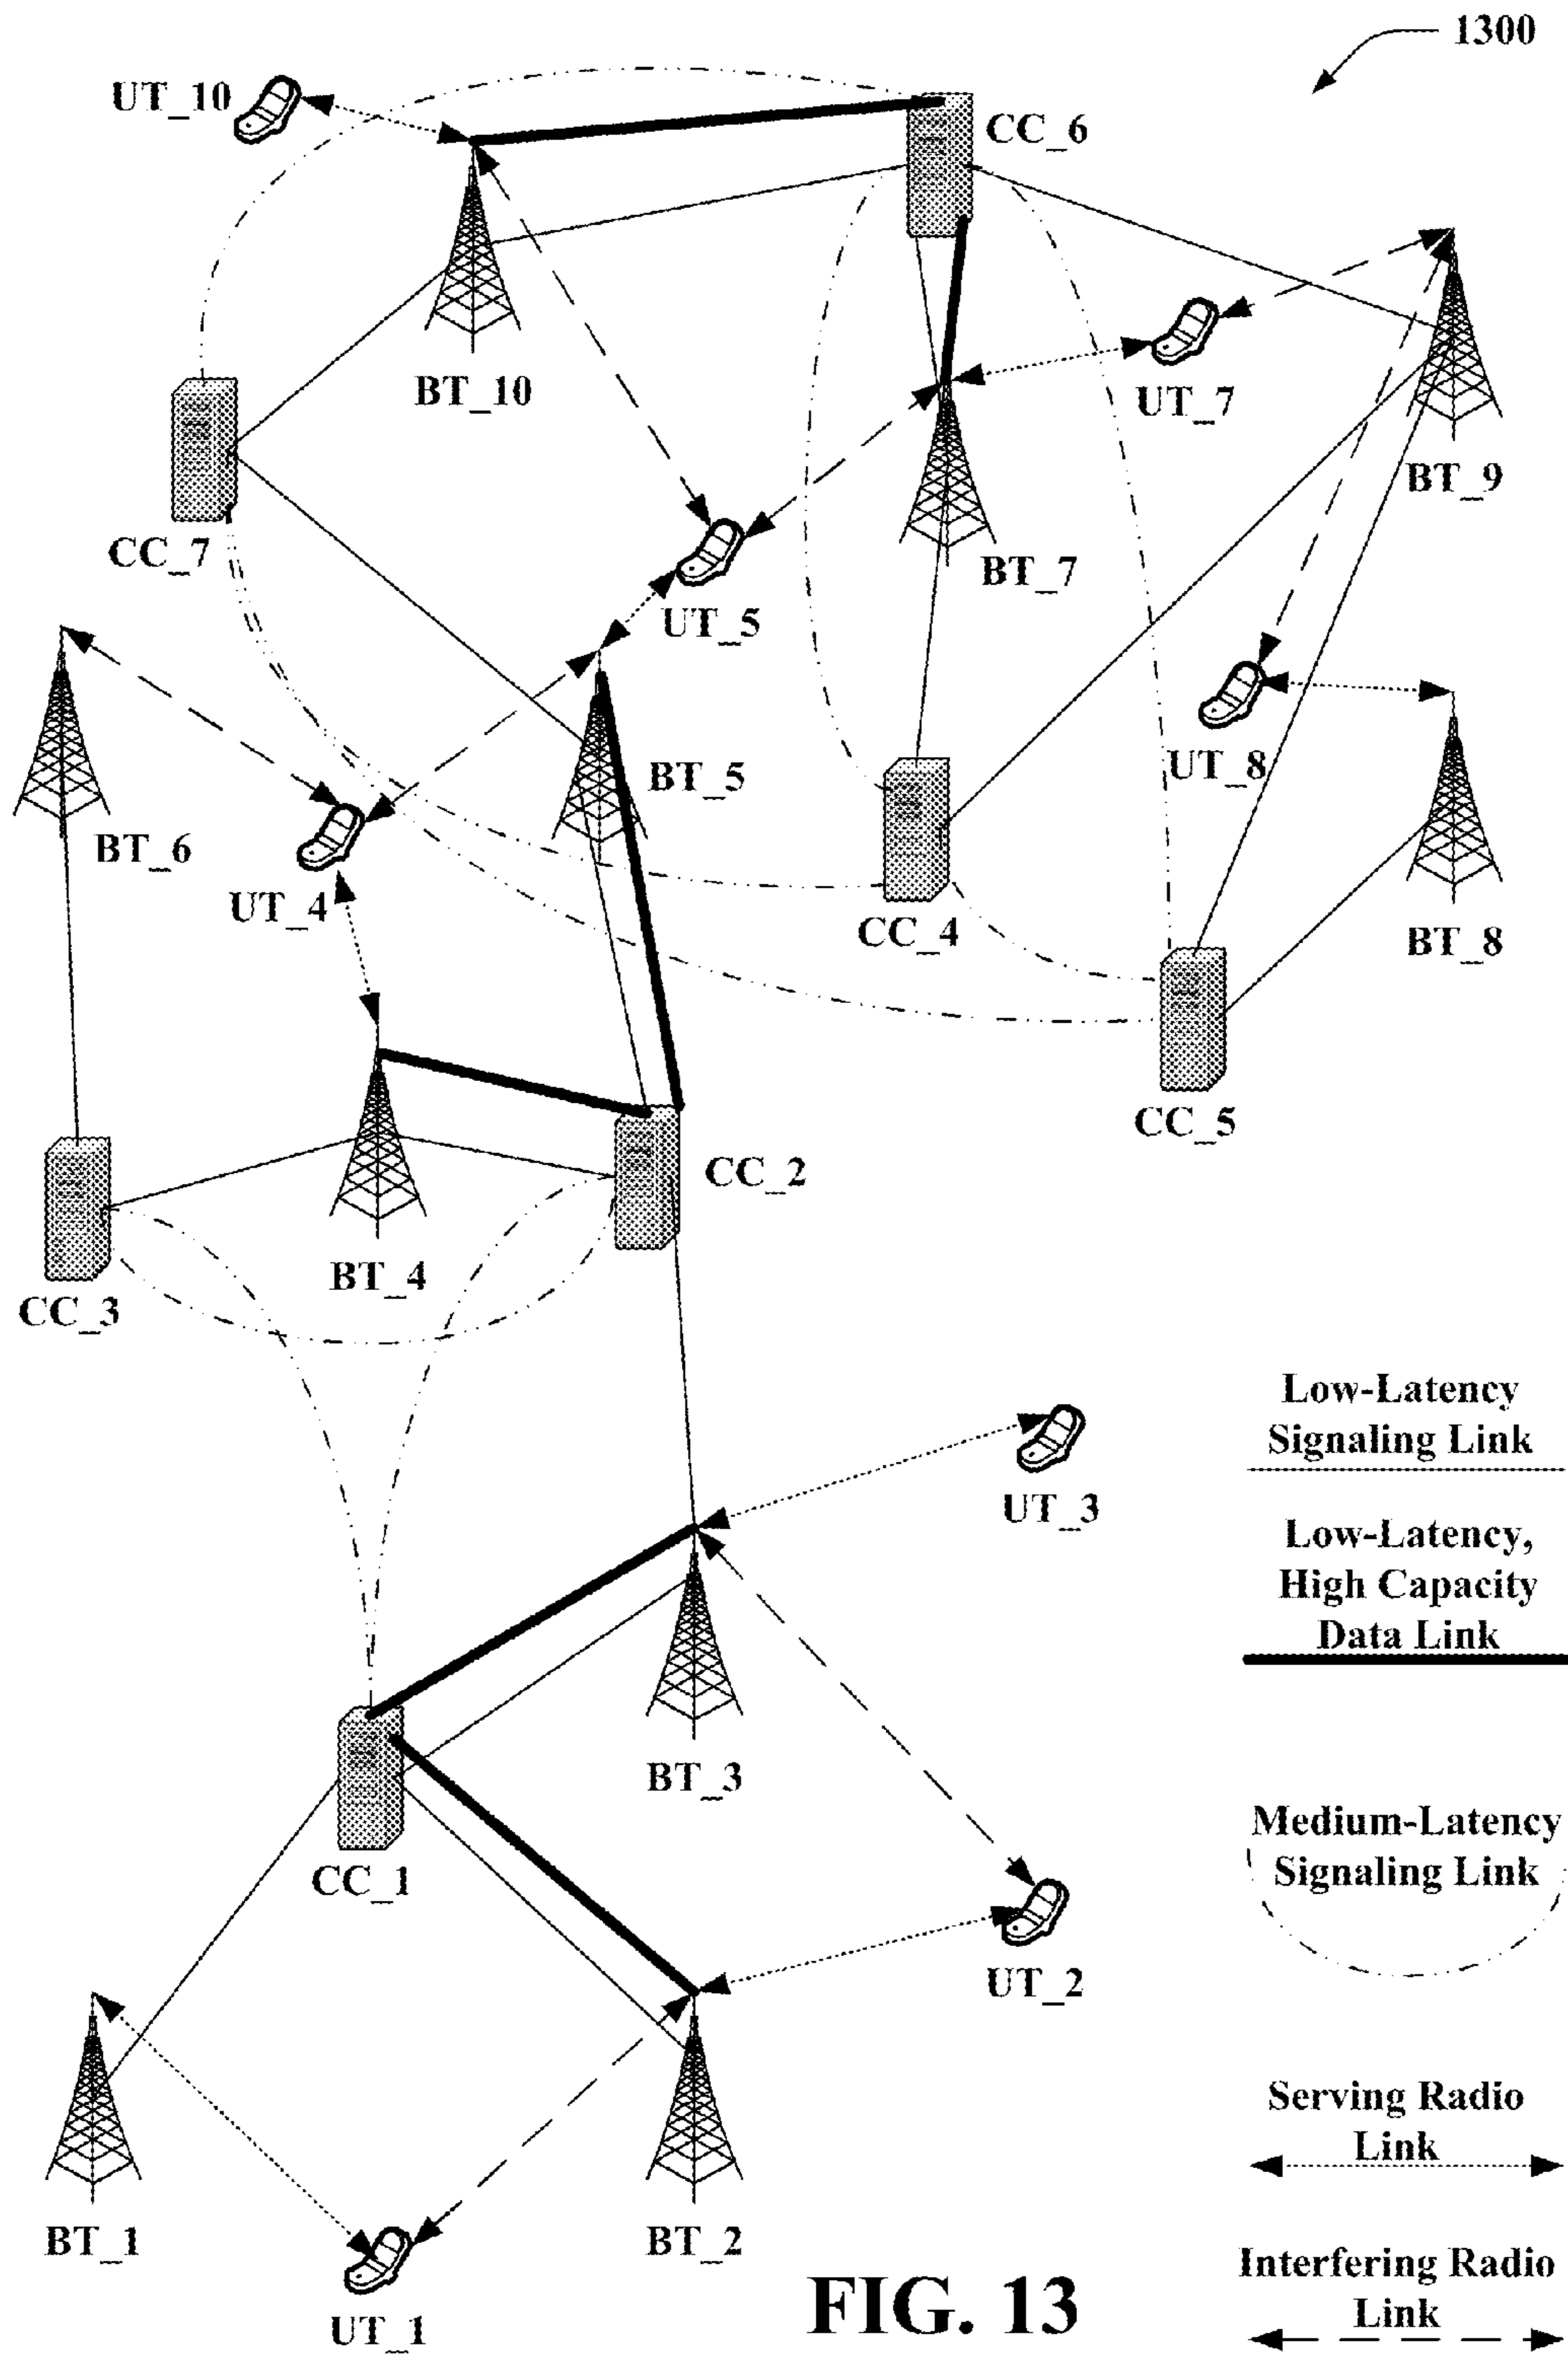 1300
UT_10
CC_6
BT_10
UT_7
BT_9
CC_7
BT_7
UT_5
UT_8
BT_5
BT_6
UT_4
CC_4
BT_8
CC_5
CC_2
BT_4
CC_3
Low-Latency
Signaling Link
UT_3
Low-Latency,
High Capacity
Data Link
BT_3
CC_1
Medium-Latency
Signaling Link
UT_2
Serving Radio
Link
BT_1
BT_2
UT_1
Interfering Radio
Link
FIG. 13